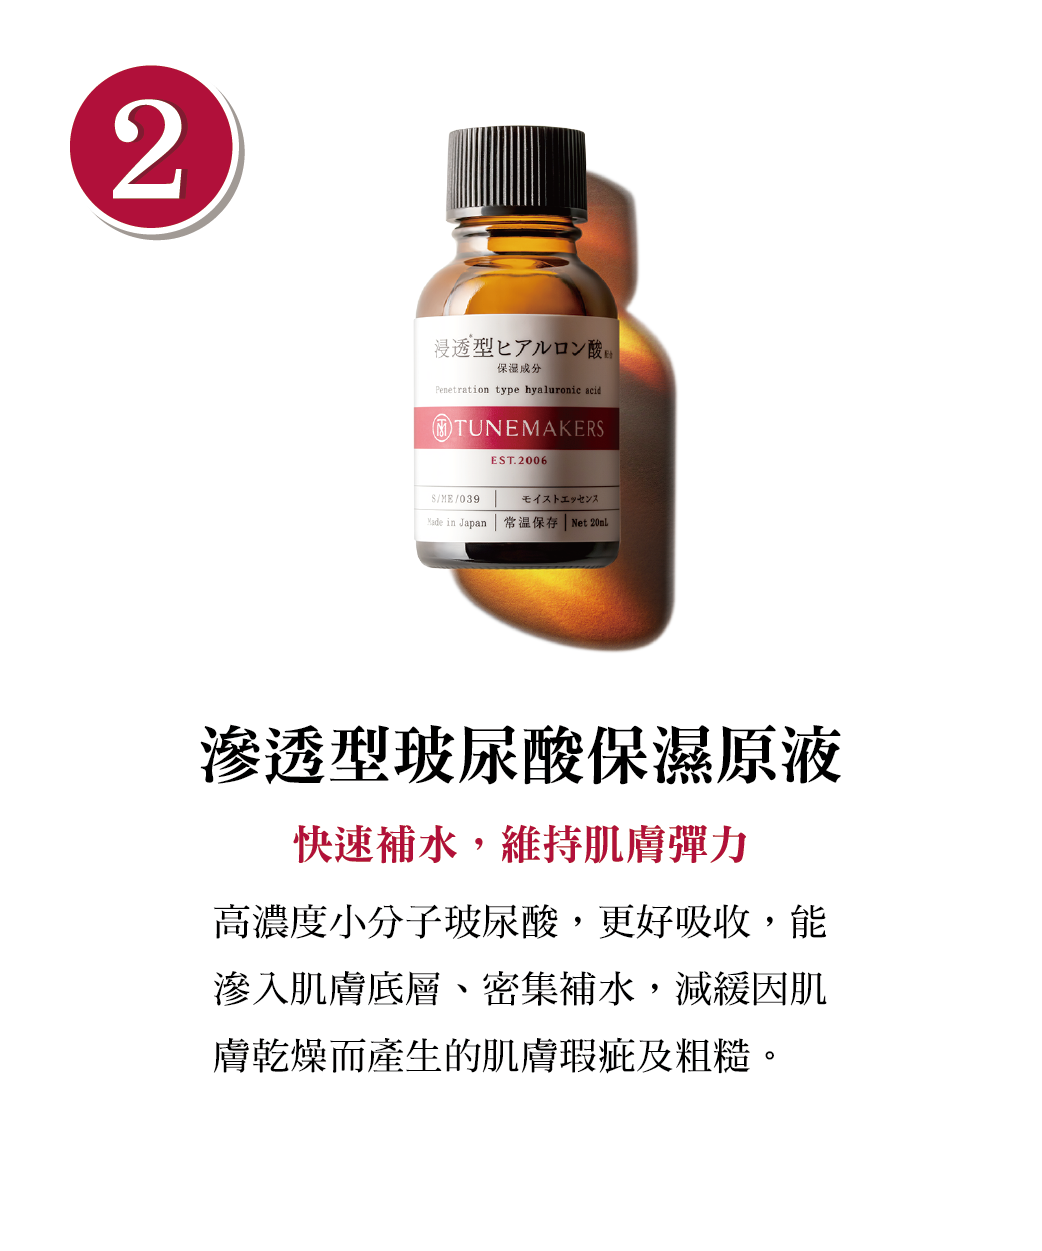 2
浸透*型ヒアルロン酸配合
保湿成分
Penetration type hyaluronic acid
TUNEMAKERS
EST.2006
S/ME/039 モイストエッセンス
Made in Japan 常温保存 Net 20mL
滲透型玻尿酸保濕原液
快速補水，維持肌膚彈力
高濃度小分子玻尿酸，更好吸收，能
滲入肌膚底層、密集補水，減緩因肌
膚乾燥而產生的肌膚瑕疵及粗糙。